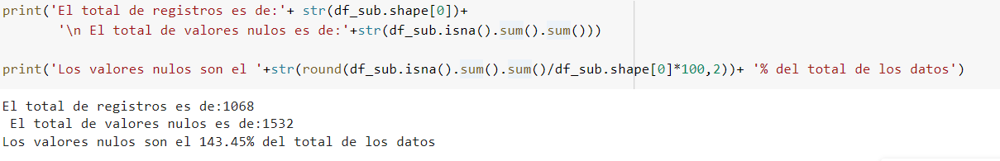 print('El total de registros es de:'+ str(df_sub.shape[0])+
'\n El total de valores nulos es de:'+str(df_sub.isna().sum().sum()))
print('Los valores nulos son el '+str(round(df_sub.isna().sum().sum()/df_sub.shape[0]*100,2))+ '% del total de los datos')
El total de registros es de:1068
El total de valores nulos es de:1532
Los valores nulos son el 143.45% del total de los datos